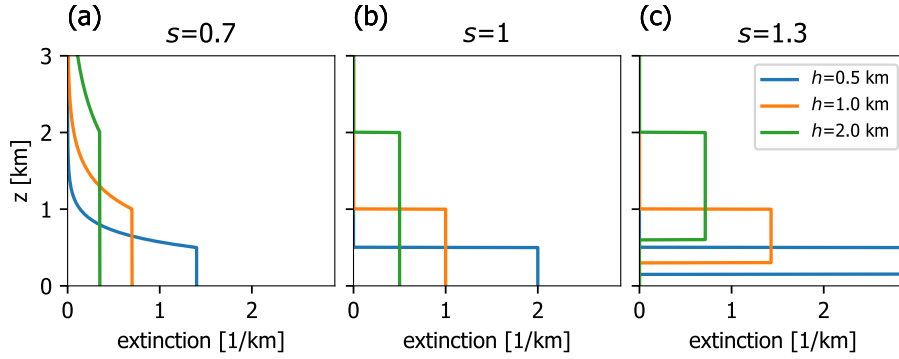 (a)
s=0.7
(b)
s=1
(c)
s=1.3
z [km]
3
2
1
0
h=0.5 km
h=1.0 km
h=2.0 km
0 1 2
0 1 2
0 1 2
extinction [1/km]
extinction [1/km]
extinction [1/km]